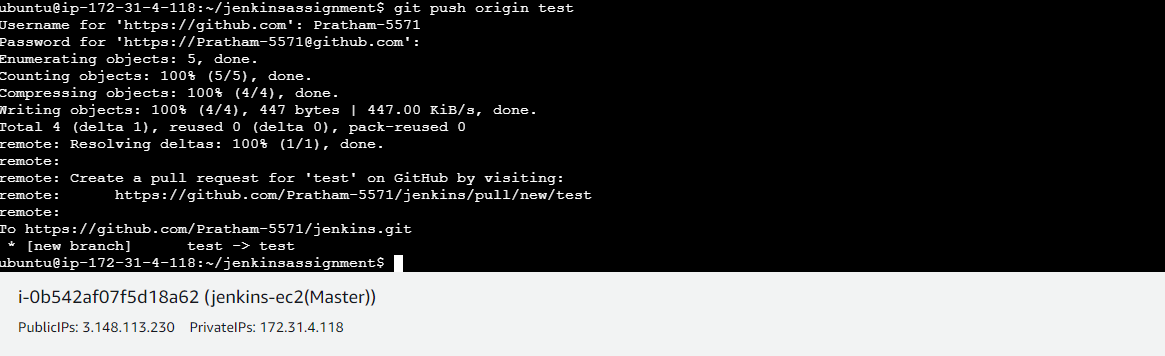 ubuntu@ip-172-31-4-118:~/jenkinsassignment$ git push origin test
Username for 'https://github.com': Pratham-5571
Password for 'https://Pratham-5571@github.com':
Enumerating objects: 5, done.
Counting objects: 100% (5/5), done.
Compressing objects: 100% (4/4), done.
Writing objects: 100% (4/4), 447 bytes | 447.00 KiB/s, done.
Total 4 (delta 1), reused 0 (delta 0), pack-reused 0
remote: Resolving deltas: 100% (1/1), done.
remote:
remote: Create a pull request for 'test' on GitHub by visiting:
remote:      https://github.com/Pratham-5571/jenkins/pull/new/test
remote:
To https://github.com/Pratham-5571/jenkins.git
 * [new branch]      test -> test
ubuntu@ip-172-31-4-118:~/jenkinsassignment$
i-0b542af07f5d18a62 (jenkins-ec2(Master))
PublicIPs: 3.148.113.230 PrivateIPs: 172.31.4.118